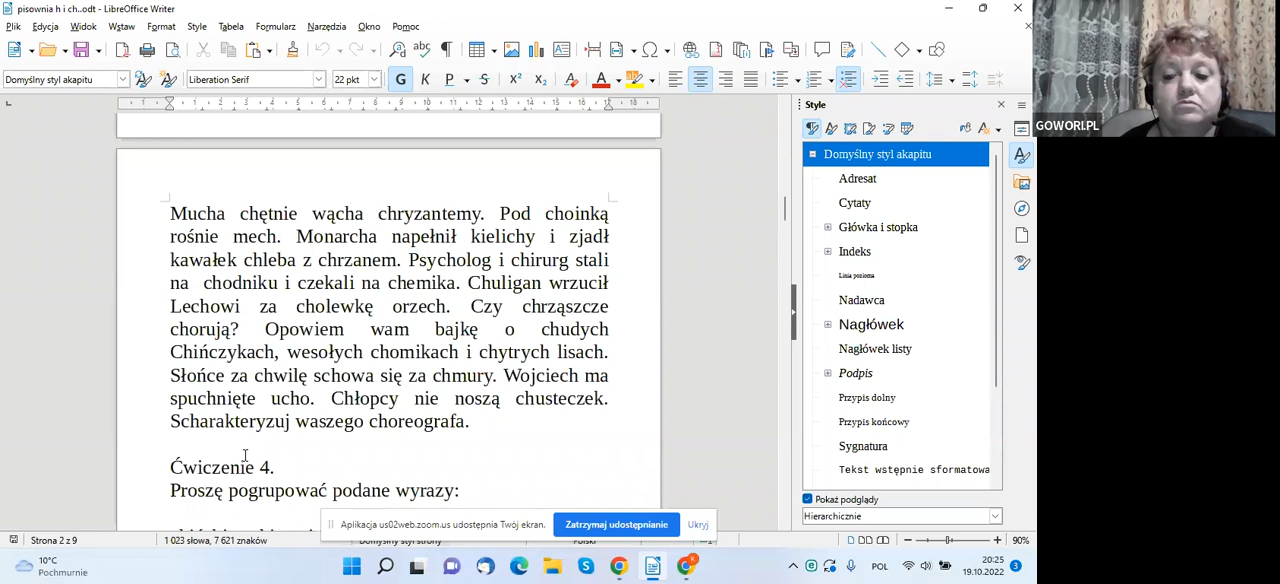 pisownia h i ch..odt - LibreOffice Writer
Plik Edycja Widok Wstaw Format Style Tabela Formularz Narzędzia Okno Pomoc
Domyślny styl akapitu Liberation Serif 22 pkt
Style
GOWORI.PL
Domyślny styl akapitu
Adresat
Cytaty
Główka i stopka
Indeks
Linia pozioma
Nadawca
Nagłówek
Nagłówek listy
Podpis
Przypis dolny
Przypis końcowy
Sygnatura
Tekst wstępnie sformatowa
Pokaż podglądy
Hierarchicznie
Mucha chętnie wącha chryzantemy. Pod choinką
rośnie mech. Monarcha napełnił kielichy i zjadł
kawałek chleba z chrzanem. Psycholog i chirurg stali
na chodniku i czekali na chemika. Chuligan wrzucił
Lechowi za cholewkę orzech. Czy chrząszcze
chorują? Opowiem wam bajkę o chudych
Chińczykach, wesołych chomikach i chytrych lisach.
Słońce za chwilę schowa się za chmury. Wojciech ma
spuchnięte ucho. Chłopcy nie noszą chusteczek.
Scharakteryzuj waszego choreografa.
Ćwiczenie 4.
Proszę pogrupować podane wyrazy:
Aplikacja us02web.zoom.us udostępnia Twój ekran. Zatrzymaj udostępnianie Ukryj
Strona 2 z 9 1 023 słowa, 7 621 znaków Domyślny styl strony Polski 90%
10°C
Pochmurnie
POL
20:25
19.10.2022
3